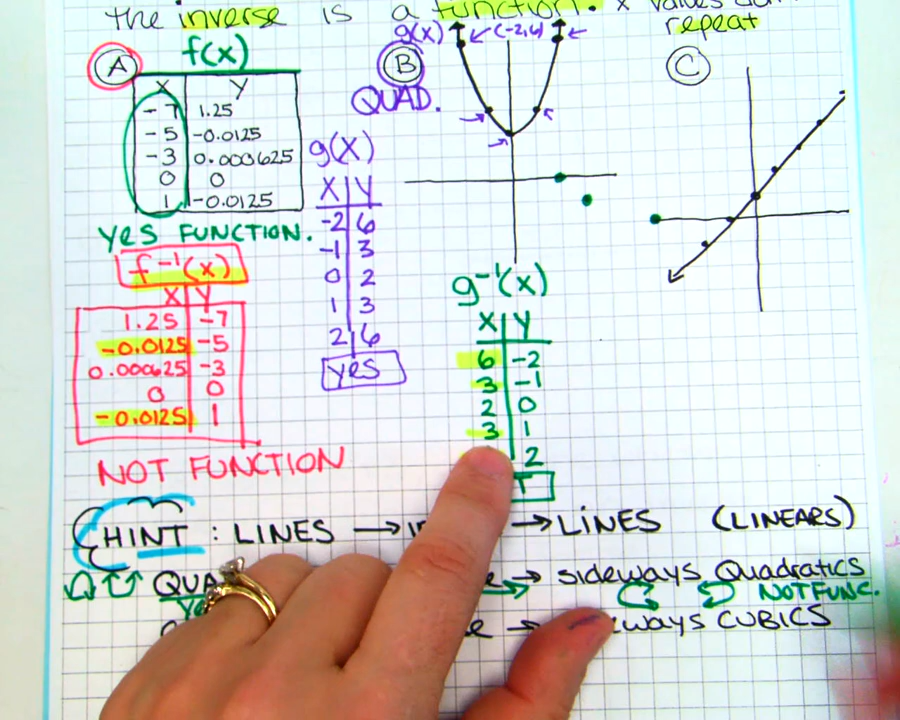 the inverse is a function. x values don't
repeat
A f(x)
x y
-7 1.25
-5 -0.0125
-3 0.000625
0 0
1 -0.0125
YES FUNCTION.
f⁻¹(x)
x y
1.25 -7
-0.0125 -5
0.000625 -3
0 0
-0.0125 1
NOT FUNCTION
B g(x) (-2,6)
QUAD.
g(x)
X Y
-2 6
-1 3
0 2
1 3
2 6
YES
g⁻¹(x)
X Y
6 -2
3 -1
2 0
3 1
2
C
HINT : LINES → → LINES (LINEARS)
→ sideways Quadratics
NOT FUNC.
→ CUBICS